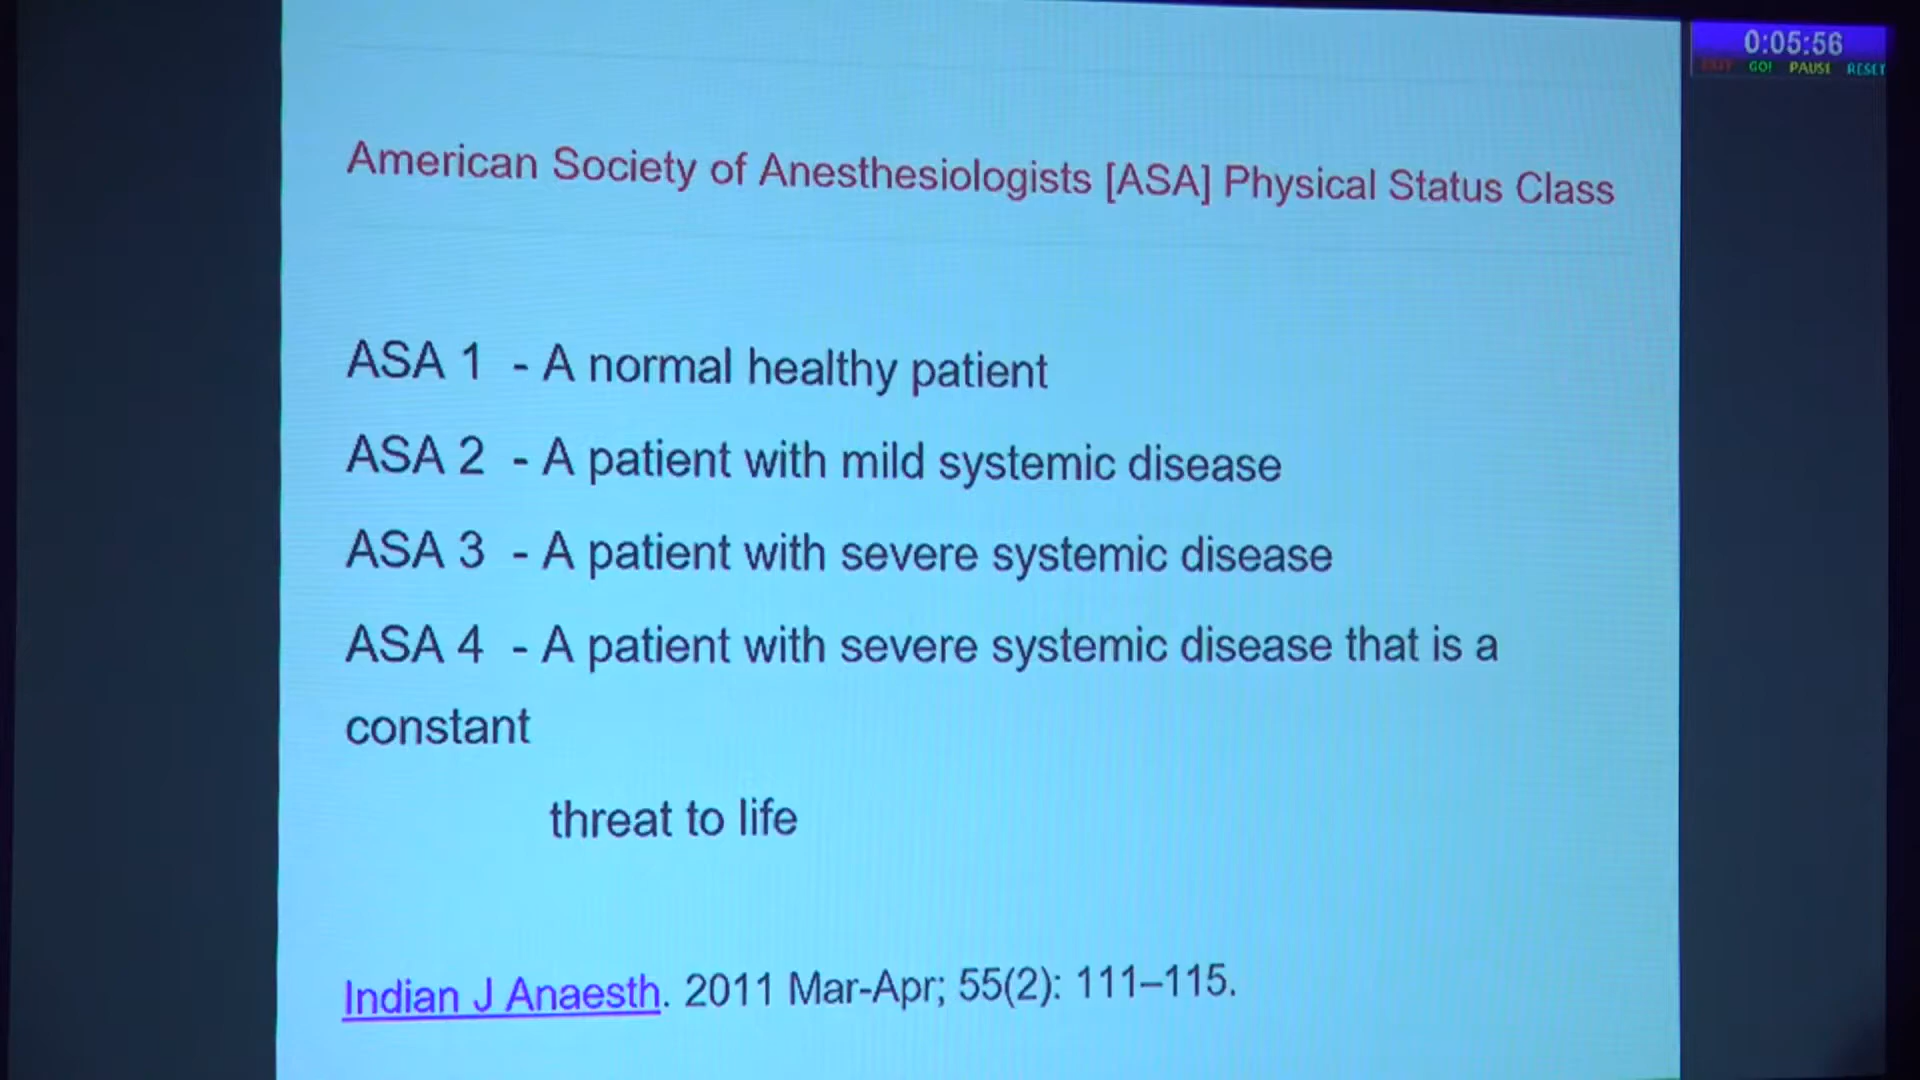 0:05:56
EXIT GO! PAUSE RESET
American Society of Anesthesiologists [ASA] Physical Status Class
ASA 1 - A normal healthy patient
ASA 2 - A patient with mild systemic disease
ASA 3 - A patient with severe systemic disease
ASA 4 - A patient with severe systemic disease that is a
constant
threat to life
Indian J Anaesth. 2011 Mar-Apr; 55(2): 111–115.